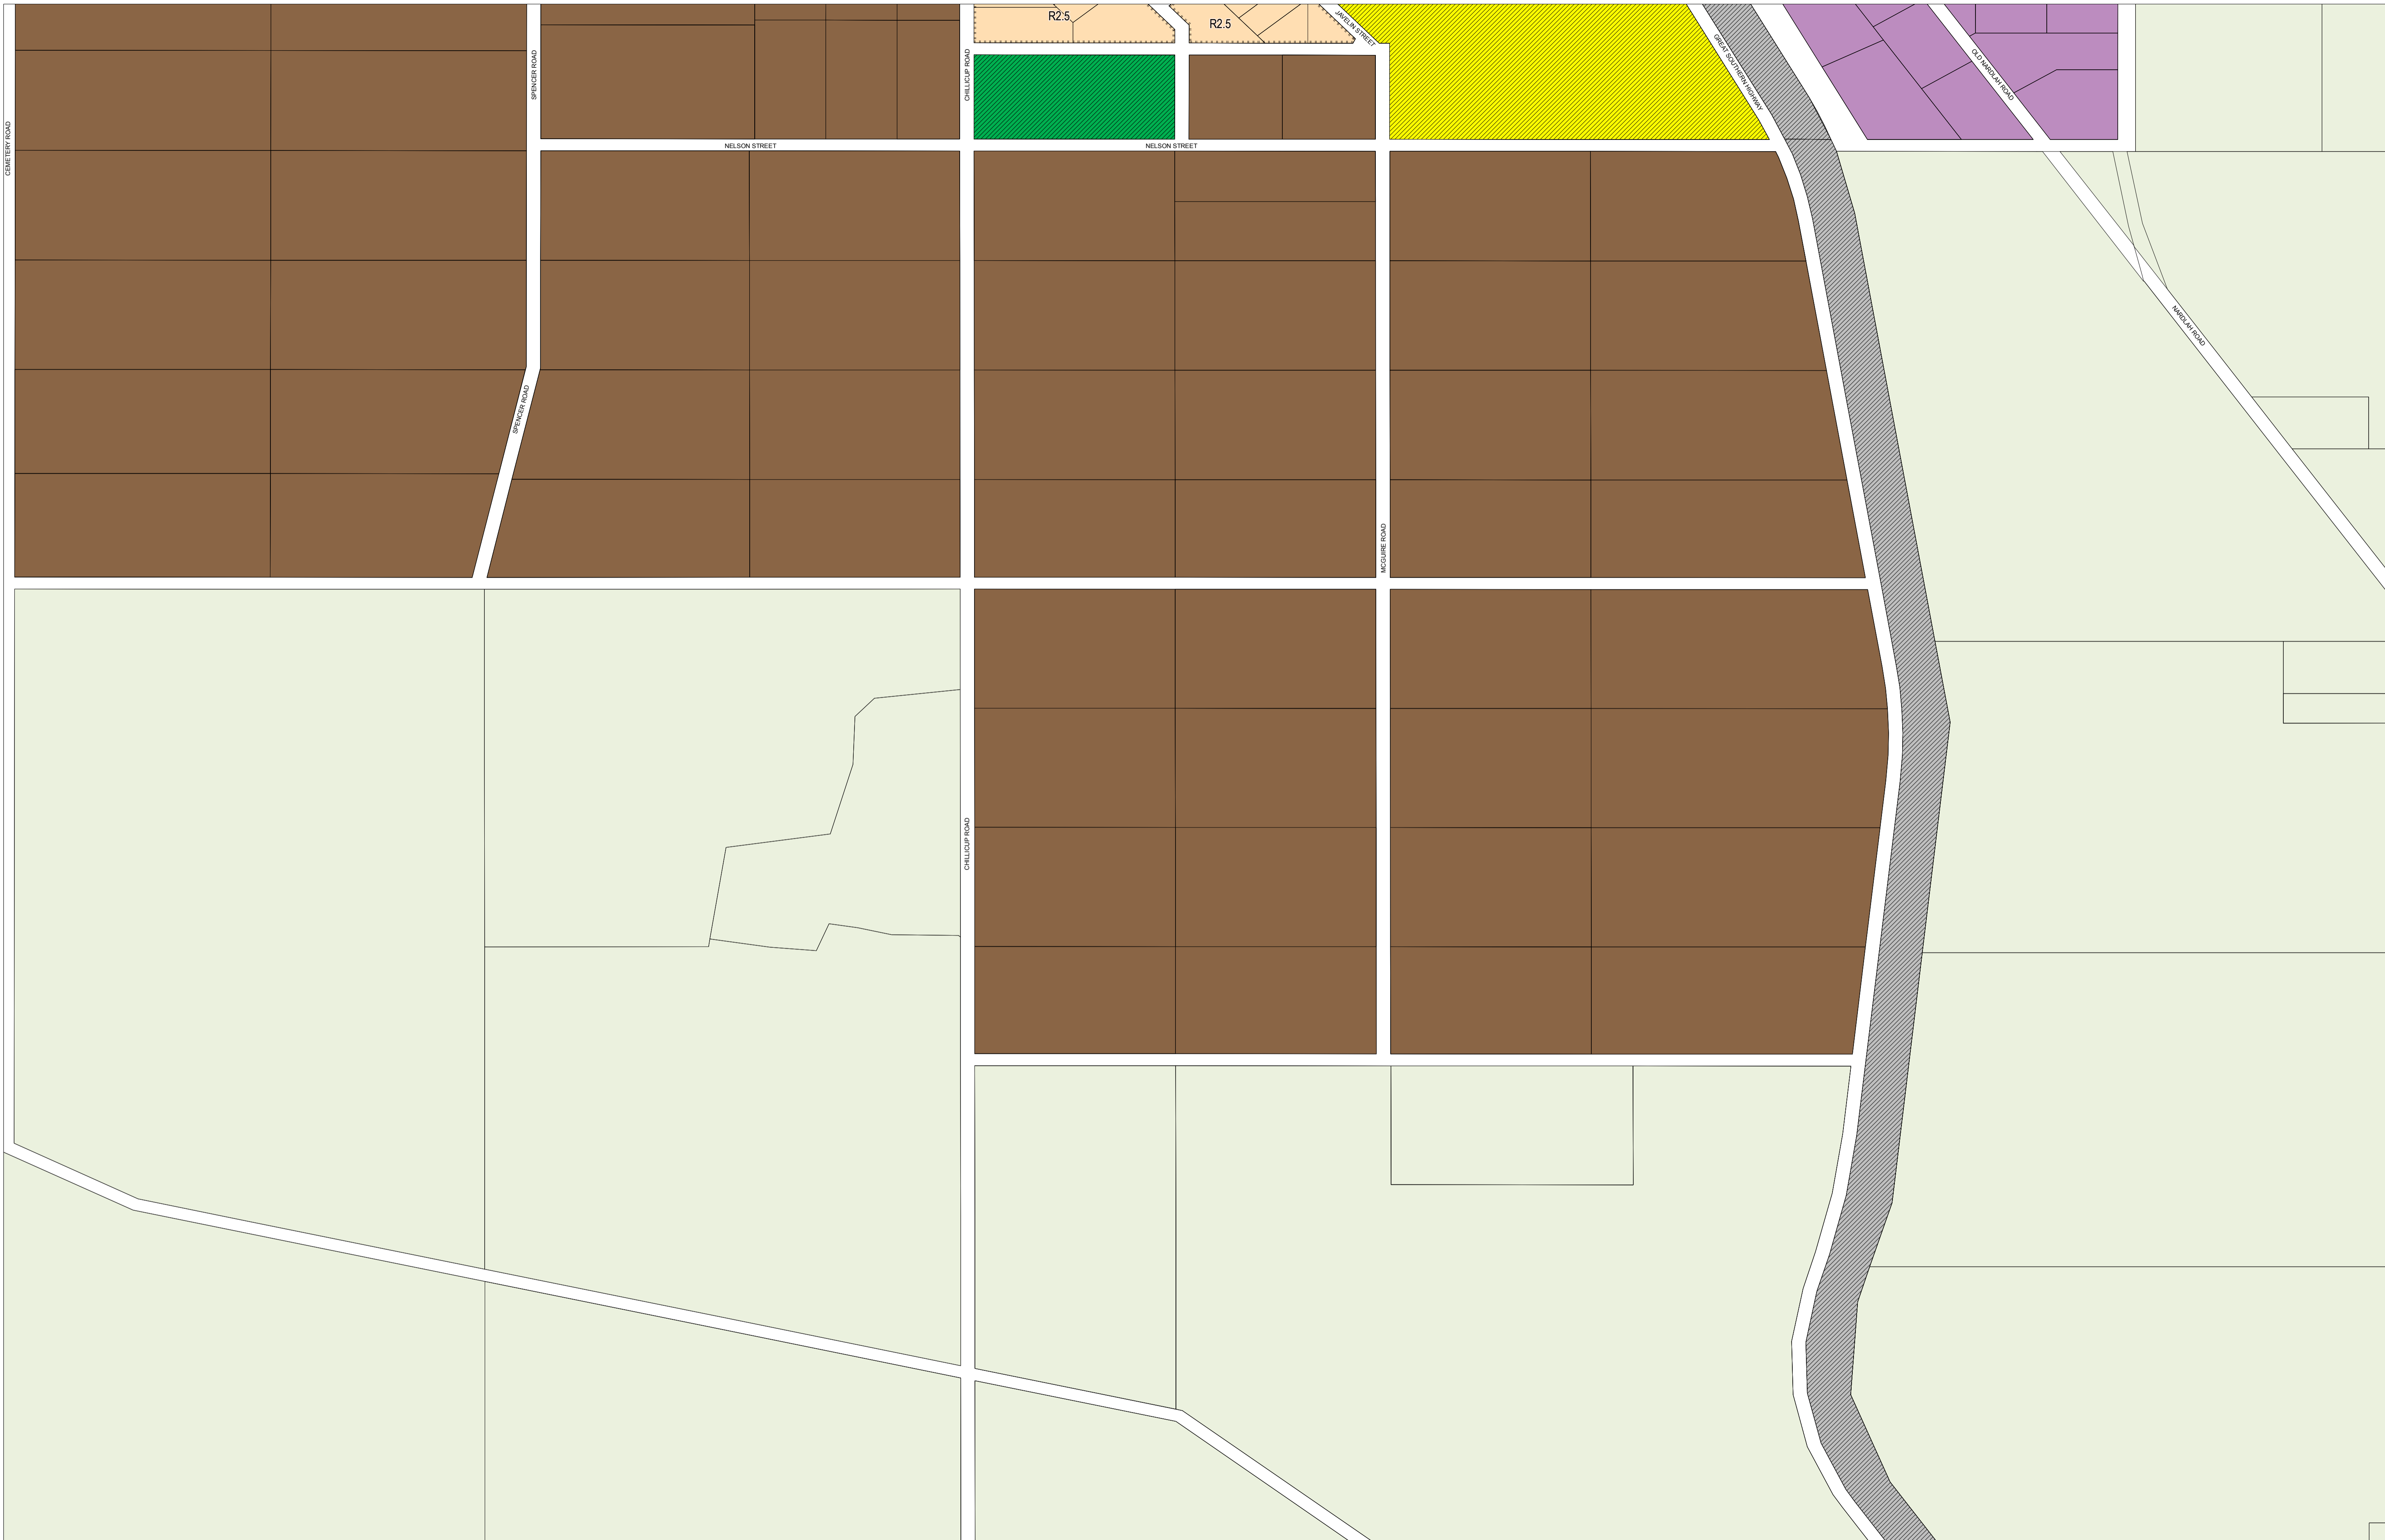 R2.5
R2.5
JAVELIN STREET
GREAT SOUTHERN HIGHWAY
OLD NARDLAH ROAD
SPENCER ROAD
CHILLICUP ROAD
CEMETERY ROAD
NELSON STREET
NELSON STREET
NARDLAH ROAD
SPENCER ROAD
MCGUIRE ROAD
CHILLICUP ROAD